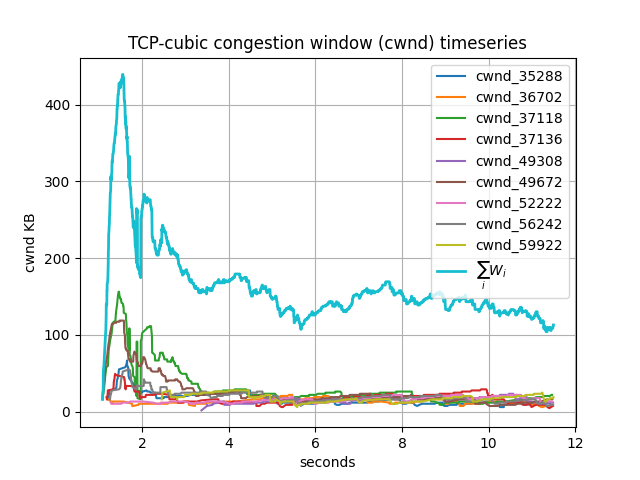 TCP-cubic congestion window (cwnd) timeseries
cwnd KB
400
300
200
100
0
2
4
6
8
10
12
seconds
cwnd_35288
cwnd_36702
cwnd_37118
cwnd_37136
cwnd_49308
cwnd_49672
cwnd_52222
cwnd_56242
cwnd_59922
∑ᵢ Wᵢ